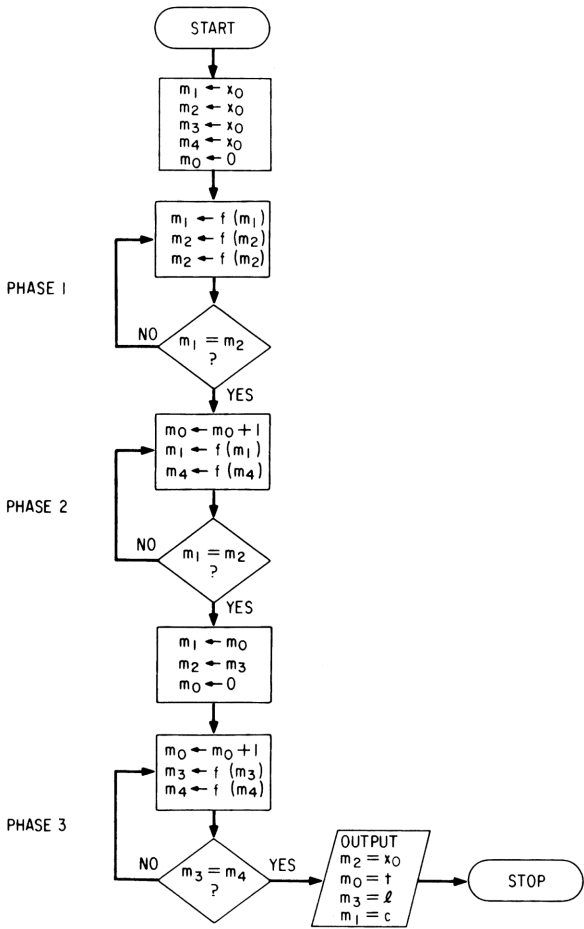 START
m₁ ← x₀
m₂ ← x₀
m₃ ← x₀
m₄ ← x₀
m₀ ← 0
m₁ ← f (m₁)
m₂ ← f (m₂)
m₂ ← f (m₂)
PHASE 1
NO
m₁ = m₂
?
YES
m₀ ← m₀ + 1
m₁ ← f (m₁)
m₄ ← f (m₄)
PHASE 2
NO
m₁ = m₂
?
YES
m₁ ← m₀
m₂ ← m₃
m₀ ← 0
m₀ ← m₀ + 1
m₃ ← f (m₃)
m₄ ← f (m₄)
PHASE 3
NO
m₃ = m₄
?
YES
OUTPUT
m₂ = x₀
m₀ = t
m₃ = ℓ
m₁ = c
STOP